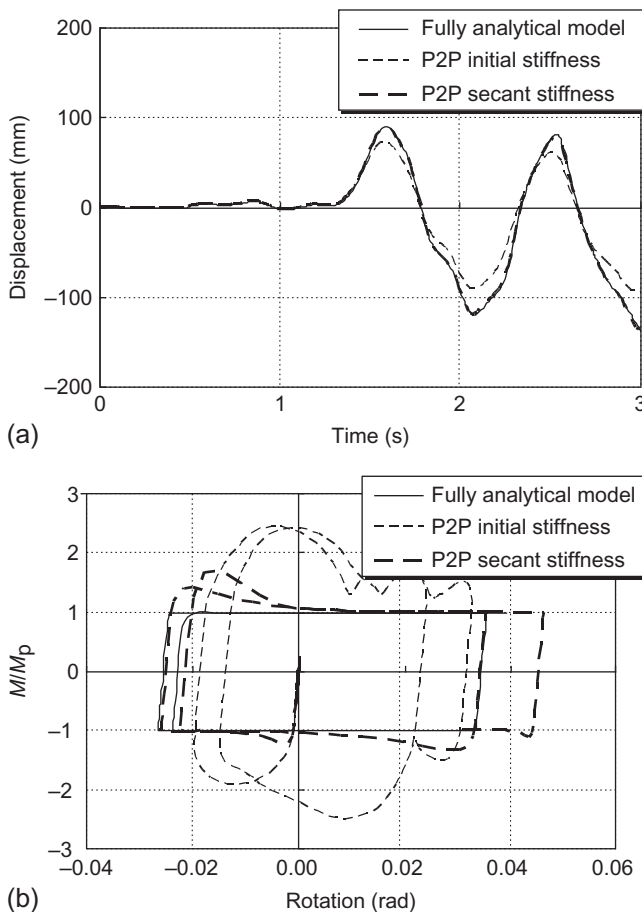 200
Fully analytical model
P2P initial stiffness
P2P secant stiffness
100
0
–100
–200
Displacement (mm)
0
1
2
3
Time (s)
(a)
3
Fully analytical model
P2P initial stiffness
P2P secant stiffness
2
1
0
–1
–2
–3
M/Mp
–0.04
–0.02
0.00
0.02
0.04
0.06
Rotation (rad)
(b)